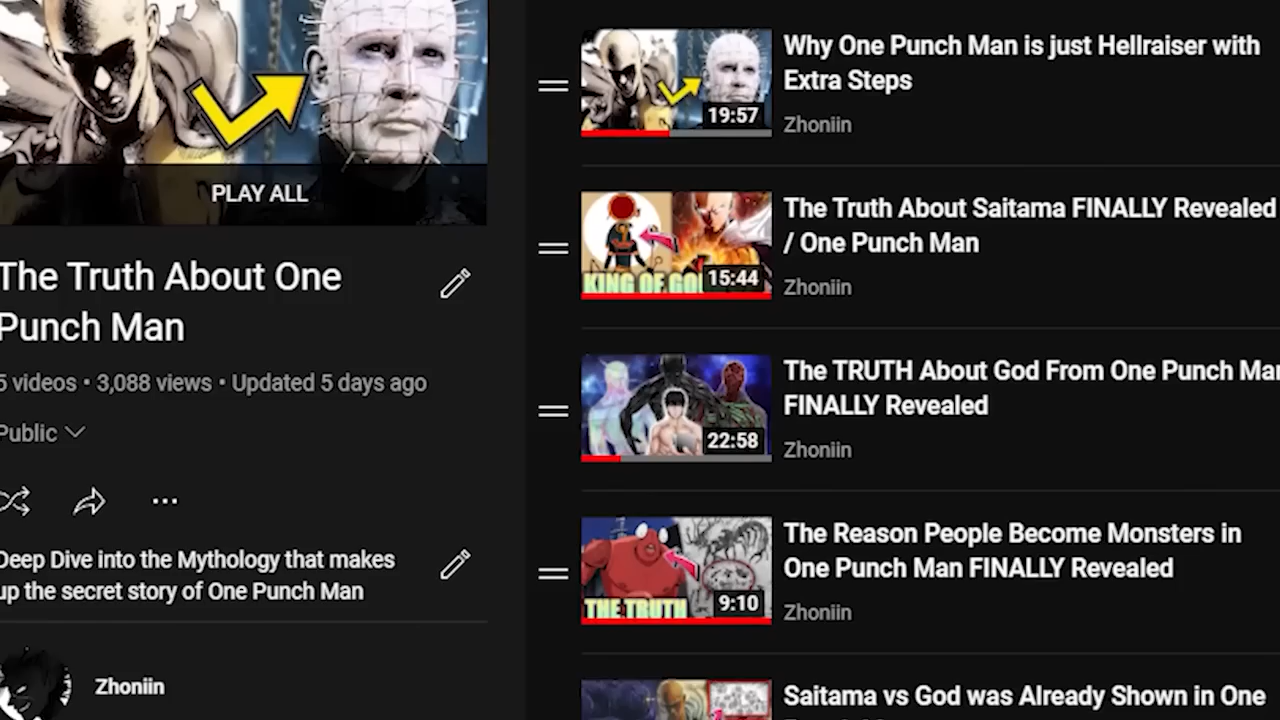 PLAY ALL
The Truth About One
Punch Man
5 videos • 3,088 views • Updated 5 days ago
Public
Deep Dive into the Mythology that makes
up the secret story of One Punch Man
Zhoniin
19:57
Why One Punch Man is just Hellraiser with
Extra Steps
Zhoniin
KING OF GO
15:44
The Truth About Saitama FINALLY Revealed
/ One Punch Man
Zhoniin
22:58
The TRUTH About God From One Punch Man
FINALLY Revealed
Zhoniin
THE TRUTH
9:10
The Reason People Become Monsters in
One Punch Man FINALLY Revealed
Zhoniin
Saitama vs God was Already Shown in One